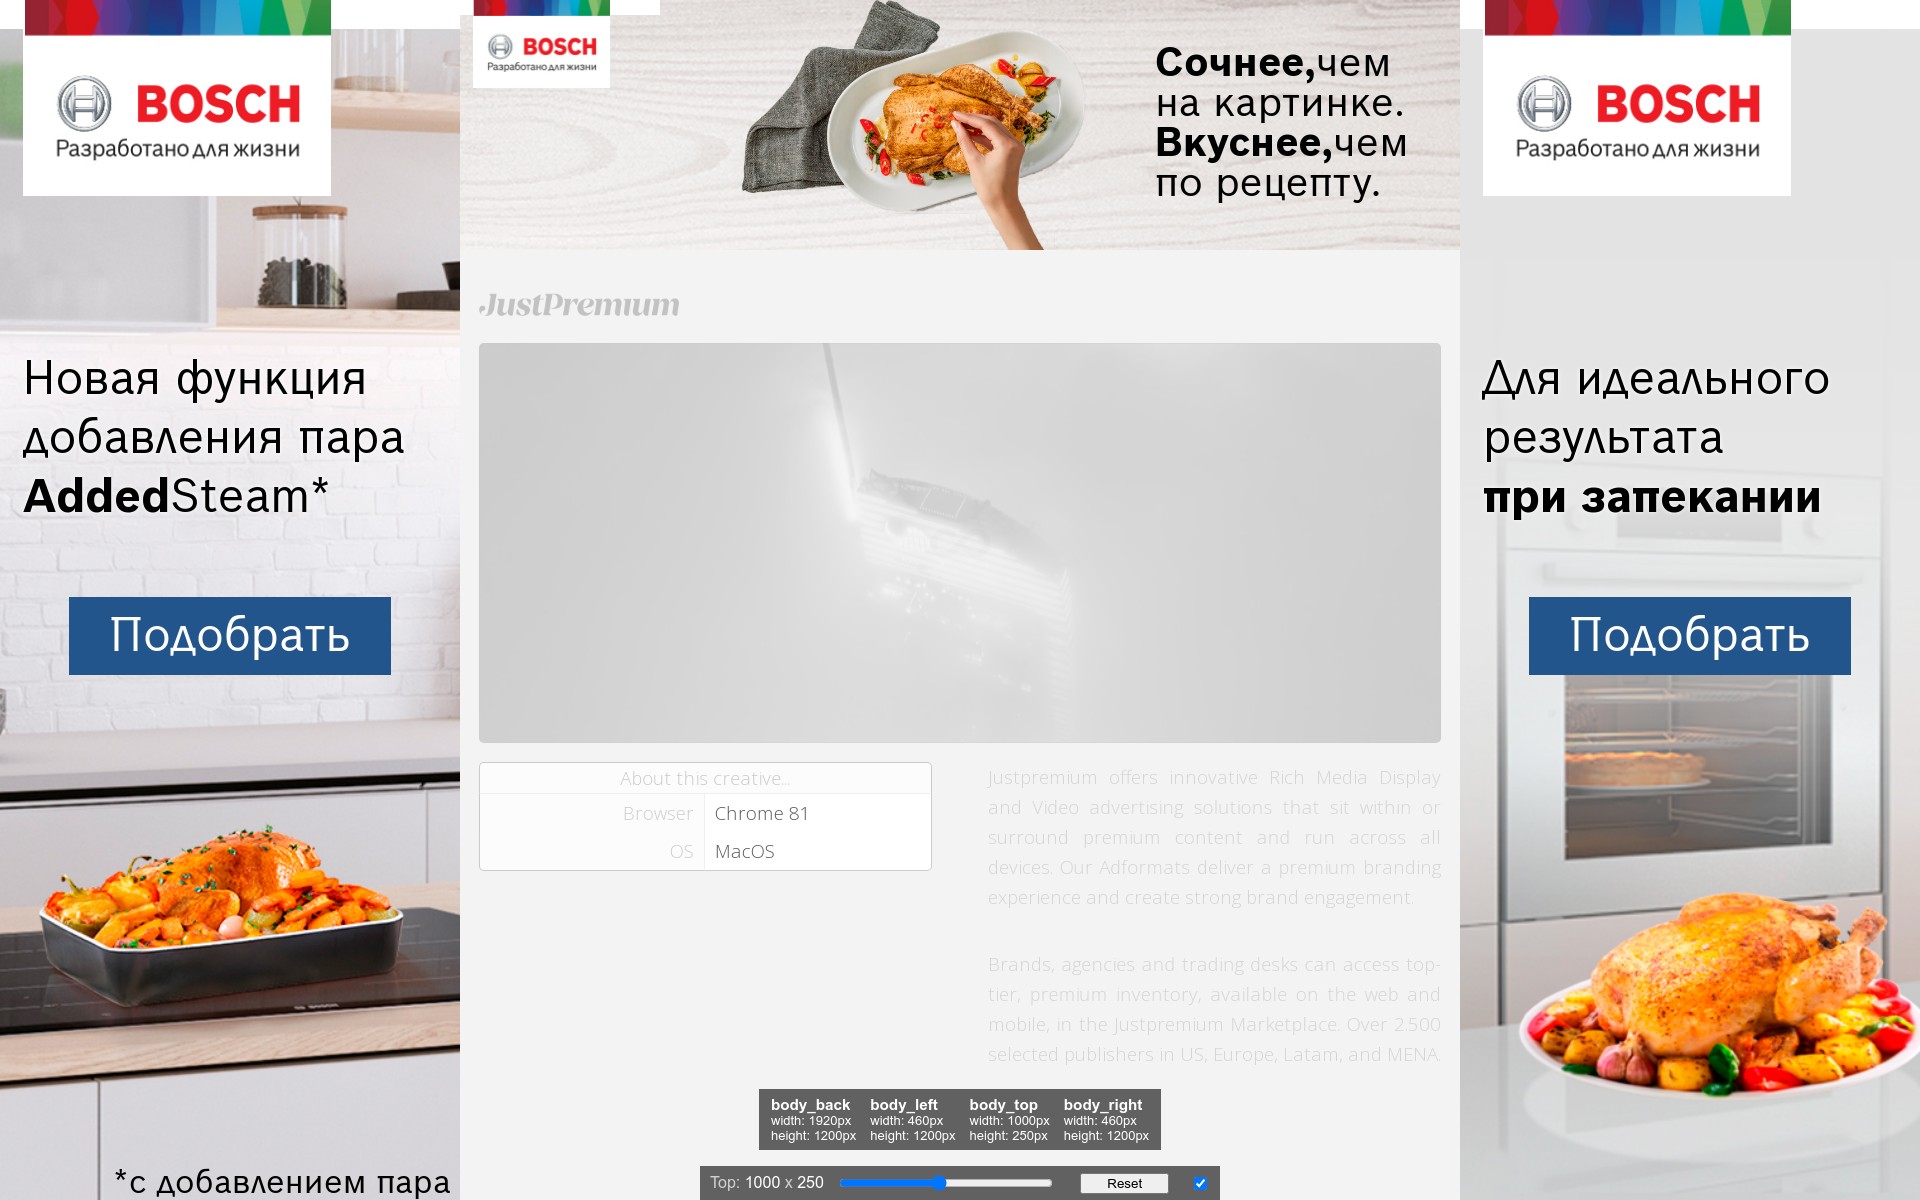 BOSCH
Разработано для жизни
Новая функция
добавления пара
AddedSteam*
Подобрать
*с добавлением пара
BOSCH
Разработано для жизни
Сочнее,чем
на картинке.
Вкуснее,чем
по рецепту.
JustPremium
About this creative...
Browser Chrome 81
OS MacOS
Justpremium offers innovative Rich Media Display
and Video advertising solutions that sit within or
surround premium content and run across all
devices. Our Adformats deliver a premium branding
experience and create strong brand engagement.
Brands, agencies and trading desks can access top-
tier, premium inventory, available on the web and
mobile, in the Justpremium Marketplace. Over 2.500
selected publishers in US, Europe, Latam, and MENA.
body_back body_left body_top body_right
width: 1920px width: 460px width: 1000px width: 460px
height: 1200px height: 1200px height: 250px height: 1200px
Top: 1000 x 250 Reset
BOSCH
Разработано для жизни
Для идеального
результата
при запекании
Подобрать